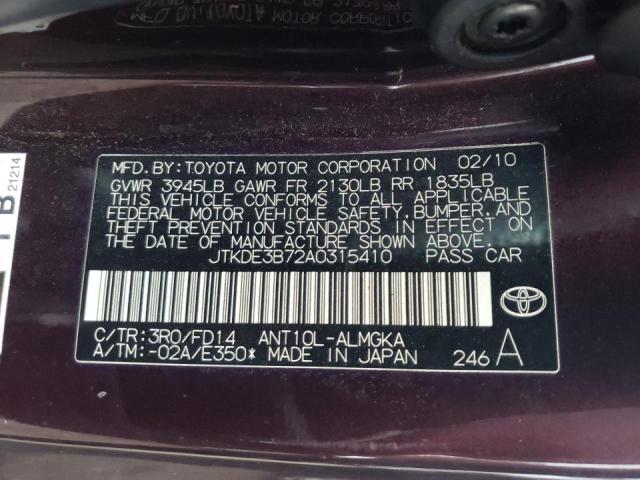 MFD.BY:TOYOTA MOTOR CORPORATION 02/10
GVWR 3945LB GAWR FR 2130LB RR 1835LB
THIS VEHICLE CONFORMS TO ALL APPLICABLE
FEDERAL MOTOR VEHICLE SAFETY, BUMPER, AND
THEFT PREVENTION STANDARDS IN EFFECT ON
THE DATE OF MANUFACTURE SHOWN ABOVE.
JTKDE3B72A0315410 PASS CAR
C/TR:3R0/FD14 ANT10L-ALMGKA
A/TM:-02A/E350* MADE IN JAPAN 246 A
B
21214